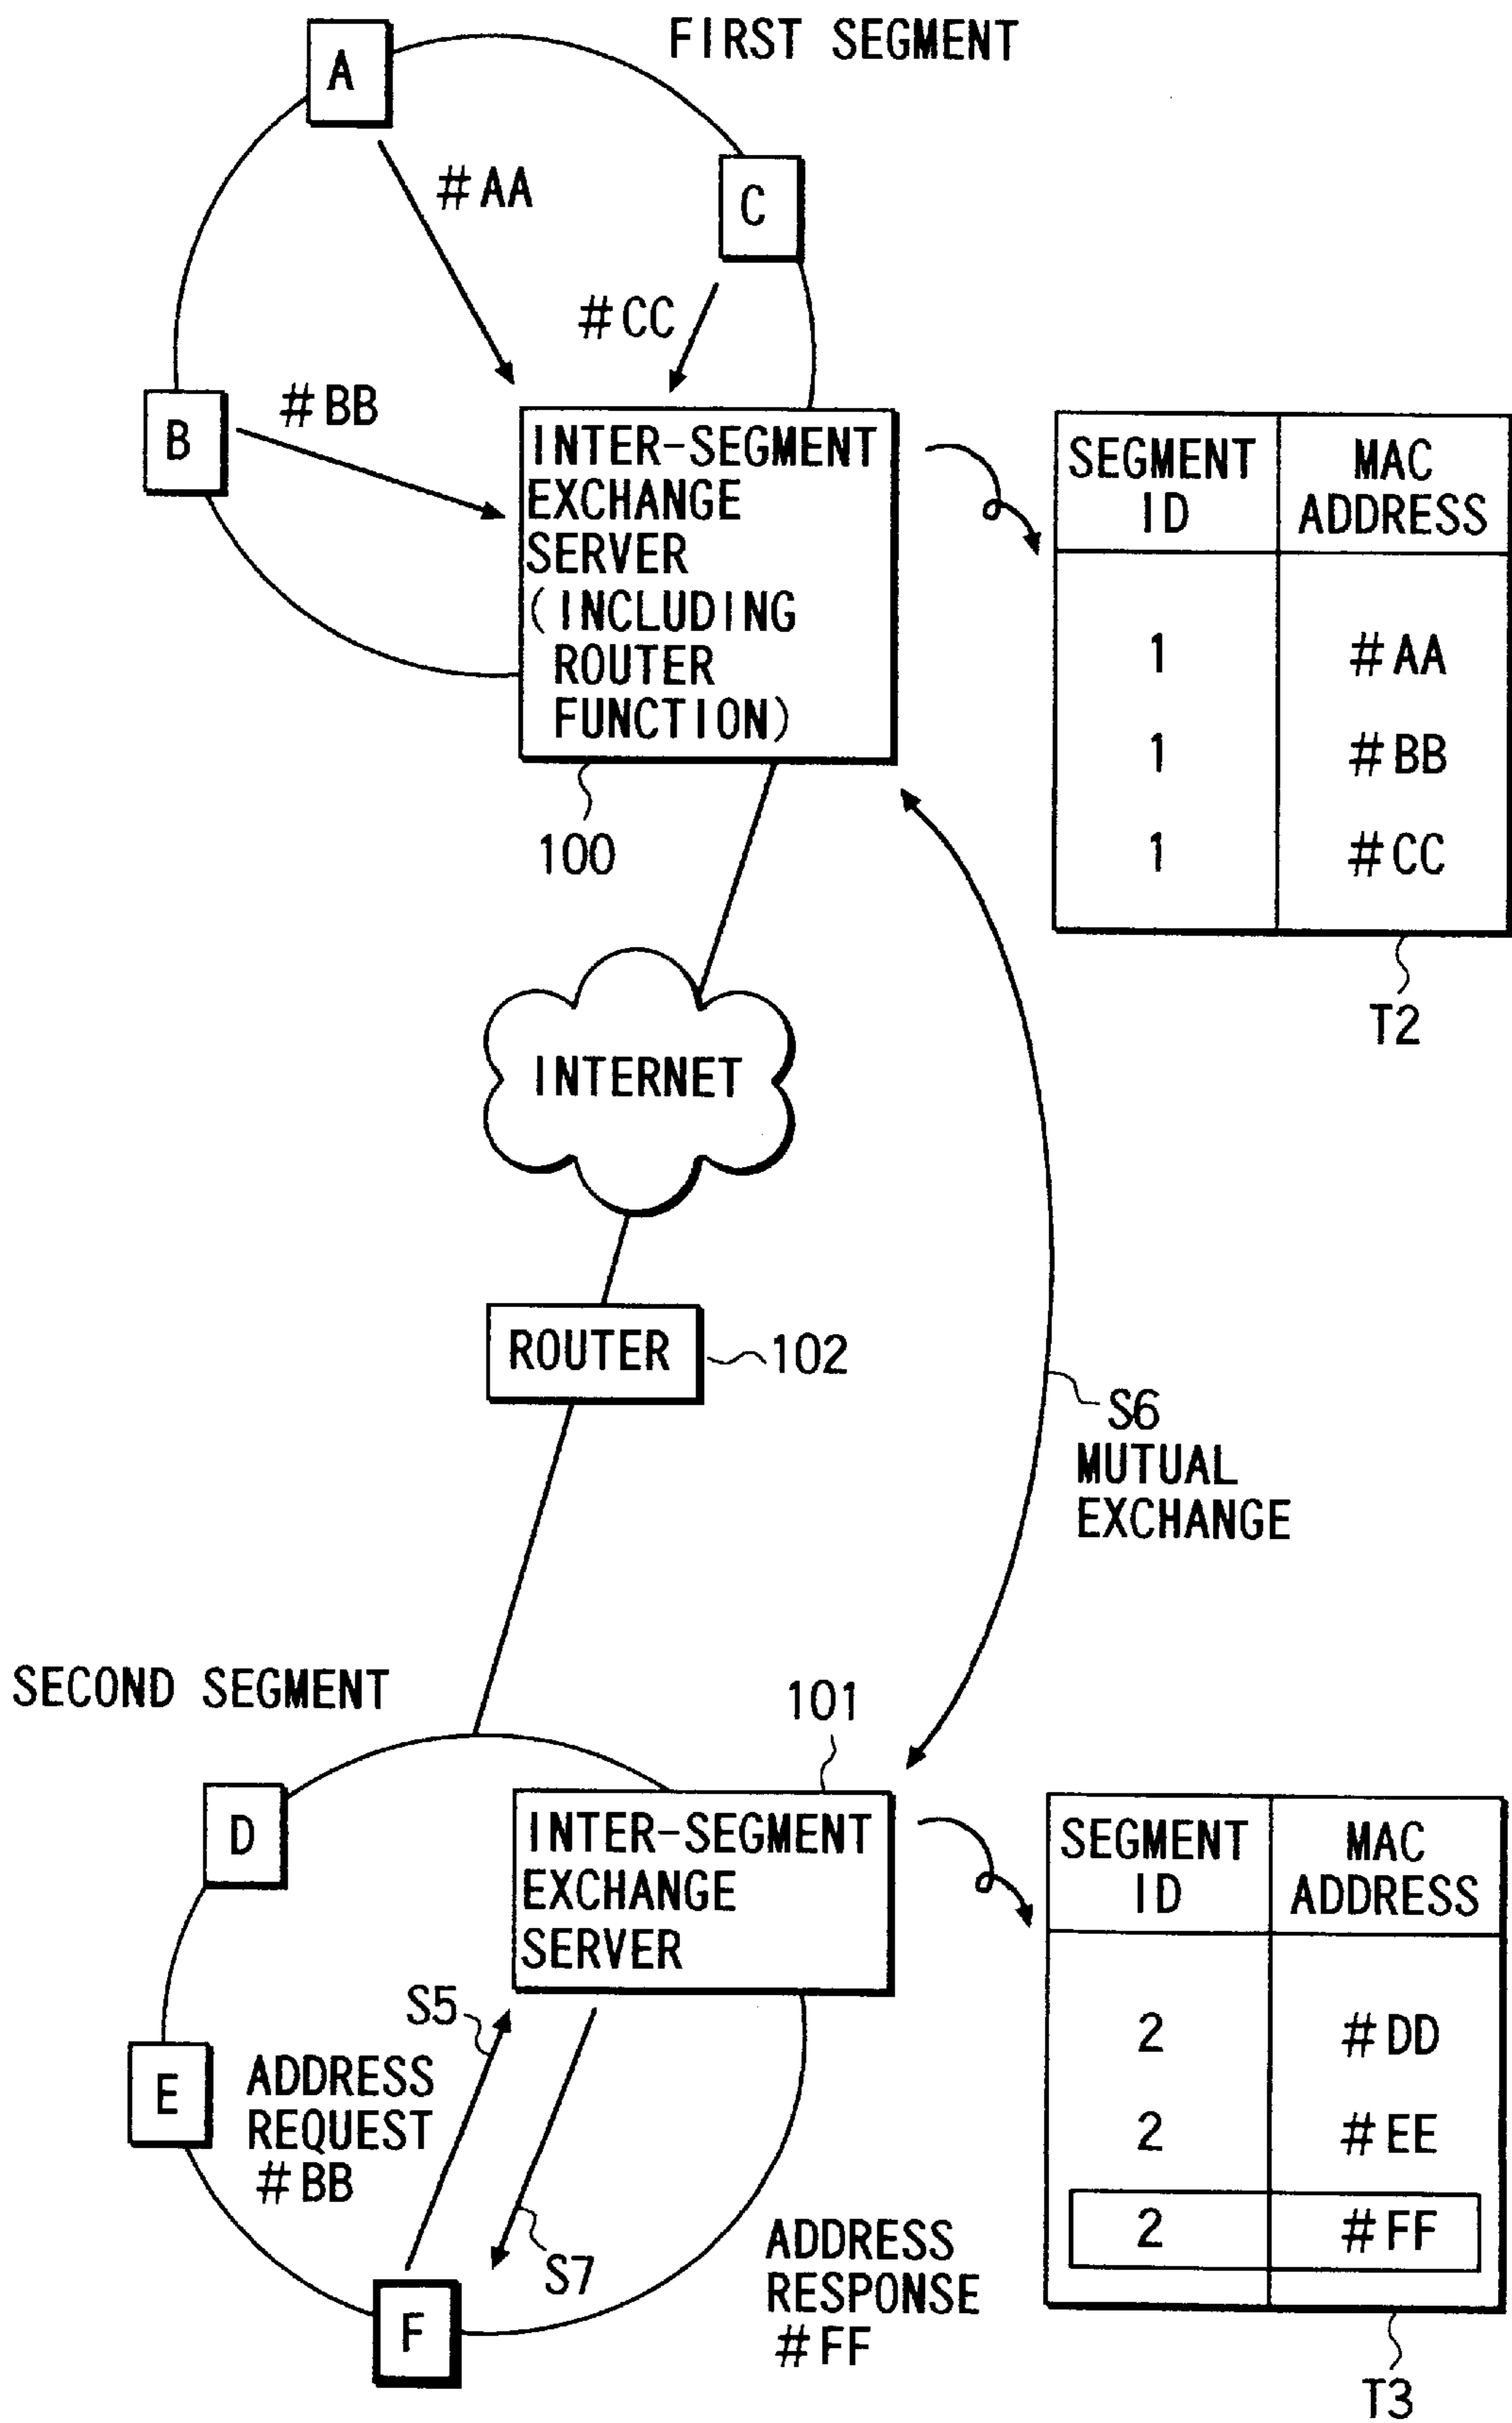 FIRST SEGMENT
A
#AA
C
#CC
B
#BB
INTER-SEGMENT
EXCHANGE
SERVER
(INCLUDING
ROUTER
FUNCTION)
100
SEGMENT ID
MAC ADDRESS
1 #AA
1 #BB
1 #CC
T2
INTERNET
ROUTER
102
S6
MUTUAL
EXCHANGE
SECOND SEGMENT
101
D
INTER-SEGMENT
EXCHANGE
SERVER
SEGMENT ID
MAC ADDRESS
2 #DD
2 #EE
2 #FF
T3
S5
E
ADDRESS
REQUEST
#BB
S7
F
ADDRESS
RESPONSE
#FF